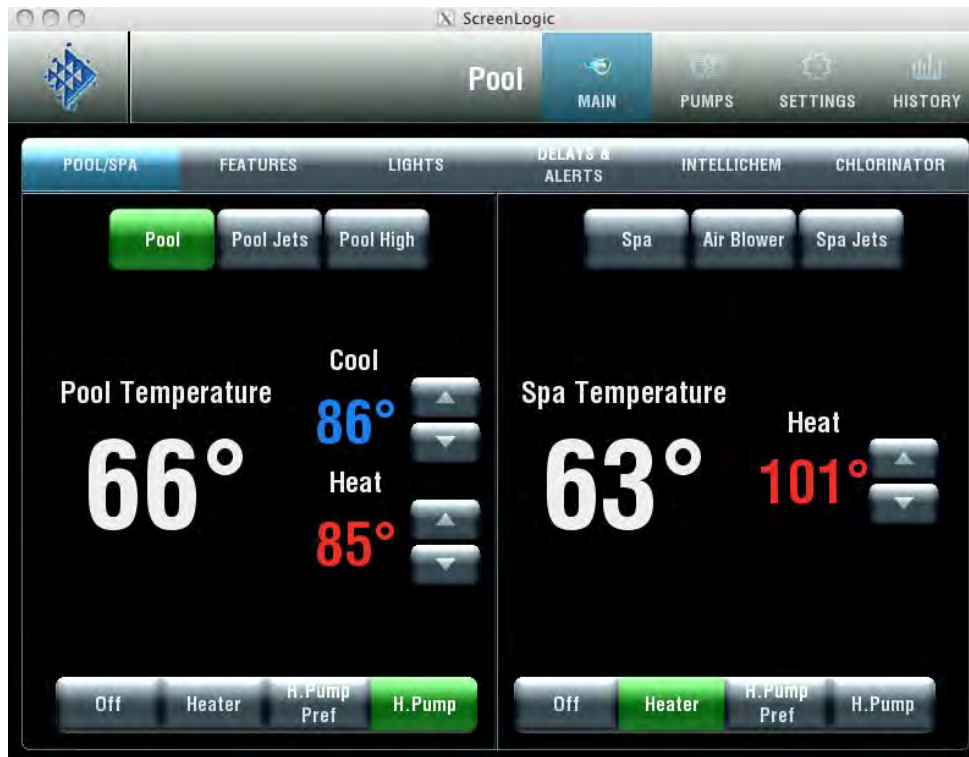 X ScreenLogic
Pool
MAIN
PUMPS
SETTINGS
HISTORY
POOL/SPA
FEATURES
LIGHTS
DELAYS &
ALERTS
INTELLICHEM
CHLORINATOR
Pool
Pool Jets
Pool High
Spa
Air Blower
Spa Jets
Pool Temperature
66°
Cool
86°
Heat
85°
Spa Temperature
63°
Heat
101°
Off
Heater
H.Pump
Pref
H.Pump
Off
Heater
H.Pump
Pref
H.Pump